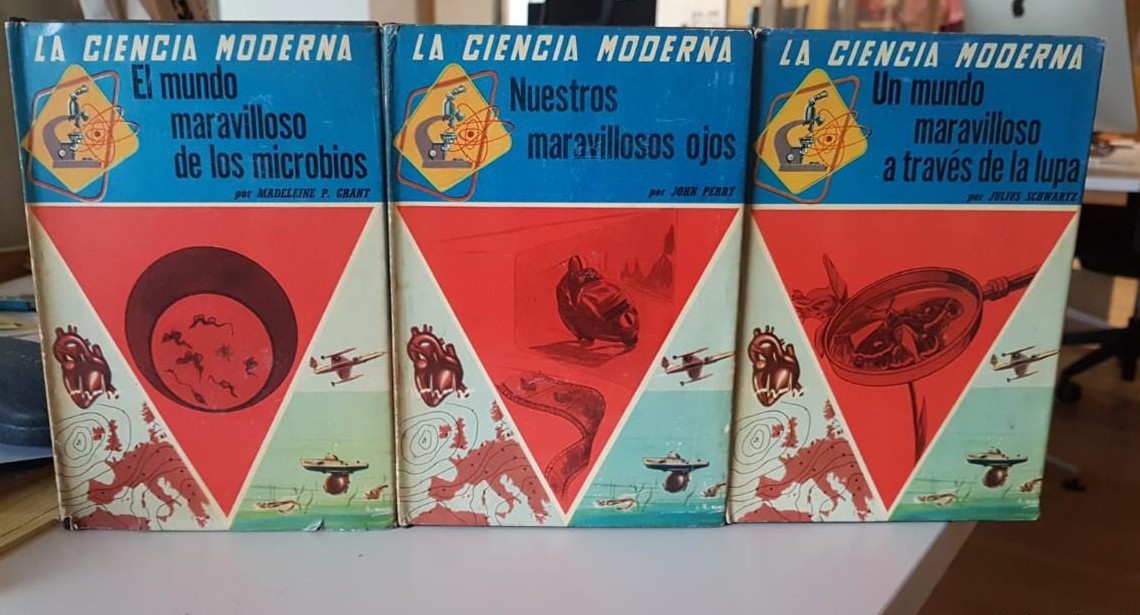 LA CIENCIA MODERNA
El mundo
maravilloso
de los microbios
por MADELEINE P. GRANT
LA CIENCIA MODERNA
Nuestros
maravillosos ojos
por JOHN PERRY
LA CIENCIA MODERNA
Un mundo
maravilloso
a través de la lupa
por JULIUS SCHWARTZ